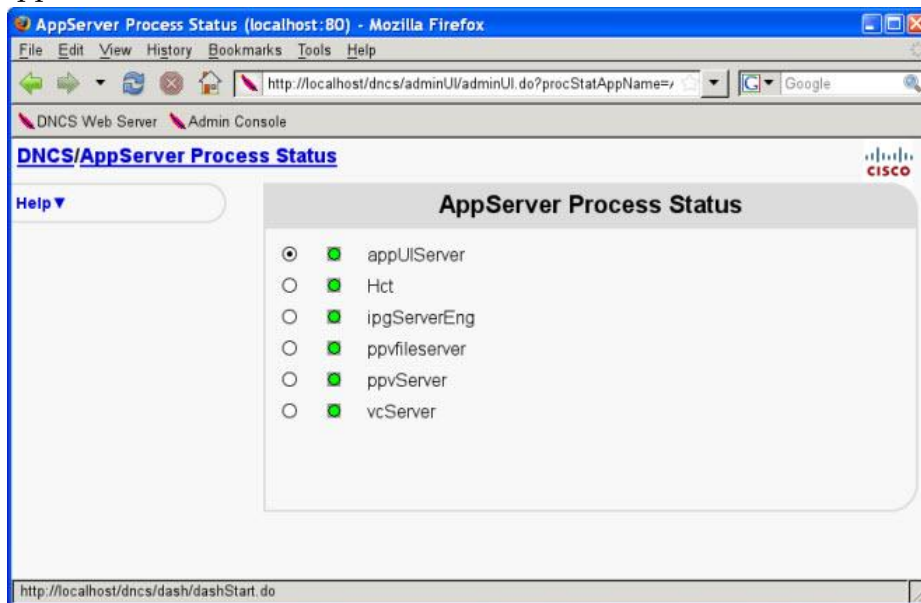 AppServer Process Status (localhost:80) - Mozilla Firefox
File Edit View History Bookmarks Tools Help
http://localhost/dncs/adminUI/adminUI.do?procStatAppName=
Google
DNCS Web Server Admin Console
DNCS/AppServer Process Status
CISCO
Help▼
AppServer Process Status
appUIServer
Hct
ipgServerEng
ppvfileserver
ppvServer
vcServer
http://localhost/dncs/dash/dashStart.do